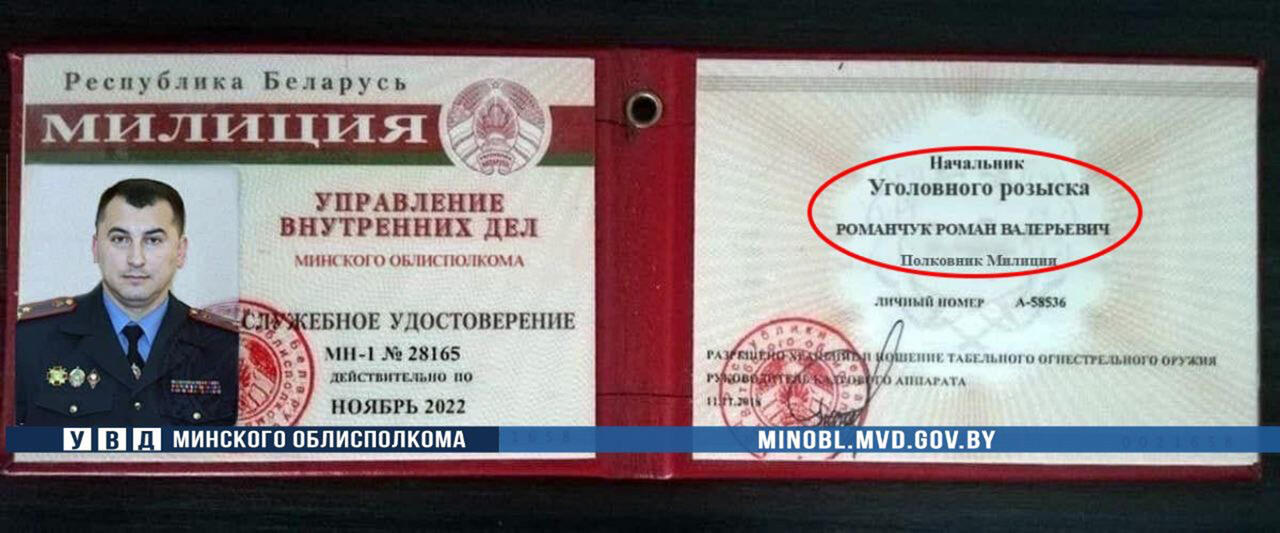 Республика Беларусь
МИЛИЦИЯ
УПРАВЛЕНИЕ
ВНУТРЕННИХ ДЕЛ
МИНСКОГО ОБЛИСПОЛКОМА
СЛУЖЕБНОЕ УДОСТОВЕРЕНИЕ
МН-1 № 28165
ДЕЙСТВИТЕЛЬНО ПО
НОЯБРЬ 2022
Начальник
Уголовного розыска
РОМАНЧУК РОМАН ВАЛЕРЬЕВИЧ
Полковник Милиции
ЛИЧНЫЙ НОМЕР А-58536
РАЗРЕШЕНО ХРАНЕНИЕ И НОШЕНИЕ ТАБЕЛЬНОГО ОГНЕСТРЕЛЬНОГО ОРУЖИЯ
РУКОВОДИТЕЛЬ КАДРОВОГО АППАРАТА
11.11.2018
УВД МИНСКОГО ОБЛИСПОЛКОМА
MINOBL.MVD.GOV.BY